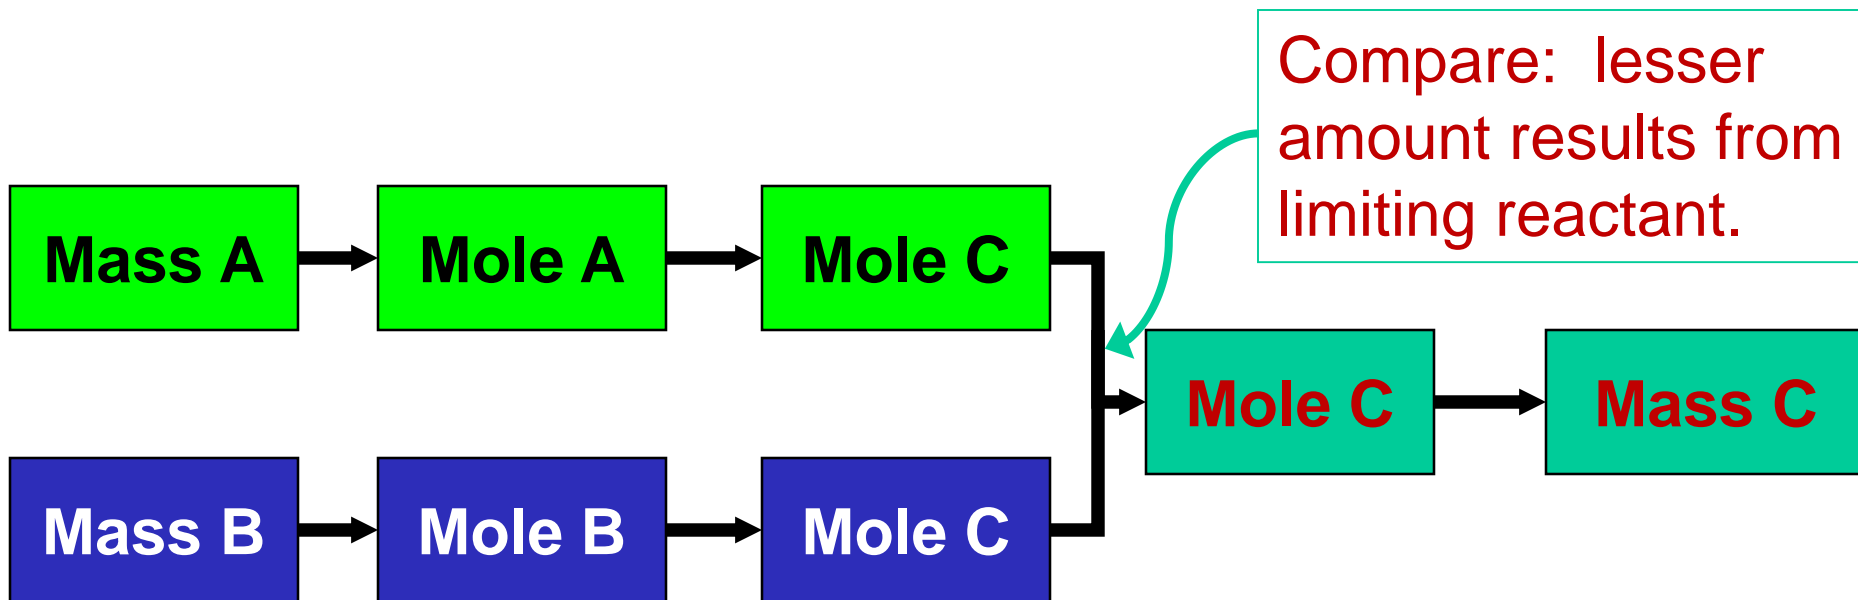 Compare: lesser
amount results from
limiting reactant.
Mass A
Mole A
Mole C
Mole C
Mass C
Mass B
Mole B
Mole C